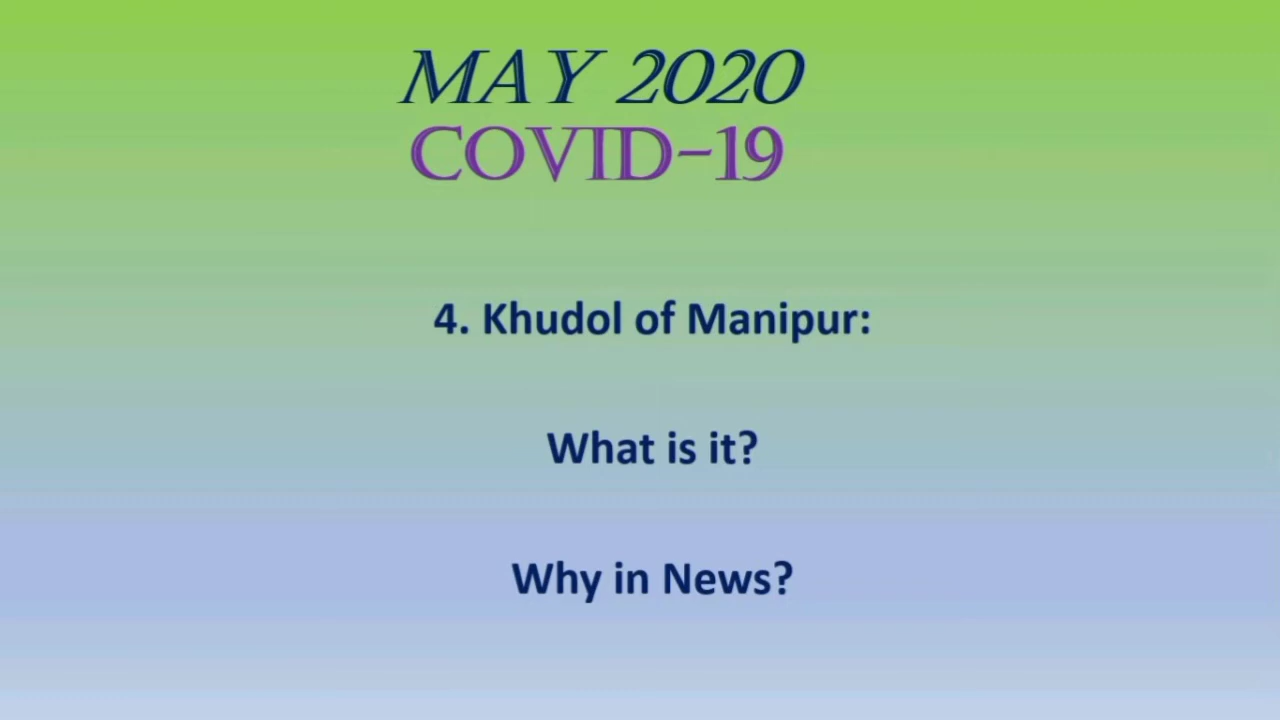 MAY 2020
COVID-19
4. Khudol of Manipur:
What is it?
Why in News?